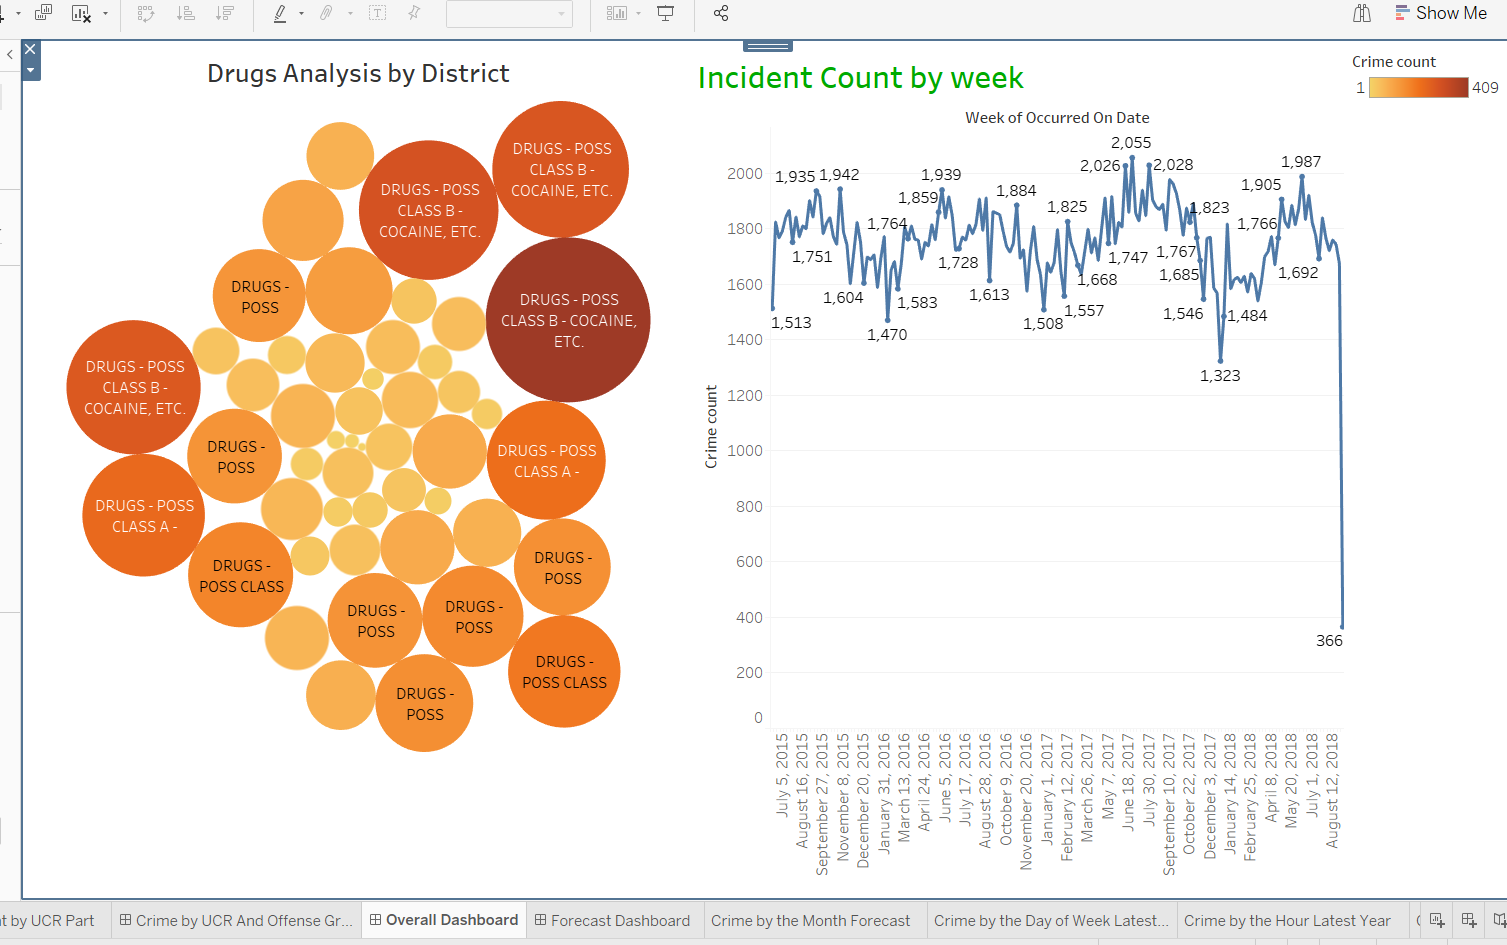 Show Me
Drugs Analysis by District
Incident Count by week
Crime count
1
409
Week of Occurred On Date
DRUGS - POSS
CLASS B -
COCAINE, ETC.
DRUGS - POSS
CLASS B -
COCAINE, ETC.
DRUGS -
POSS
DRUGS - POSS
CLASS B - COCAINE,
ETC.
DRUGS - POSS
CLASS B -
COCAINE, ETC.
DRUGS -
POSS
DRUGS - POSS
CLASS A -
DRUGS - POSS
CLASS A -
DRUGS -
POSS CLASS
DRUGS -
POSS
DRUGS -
POSS
DRUGS -
POSS
DRUGS -
POSS CLASS
DRUGS -
POSS
Crime count
2000
1800
1600
1400
1200
1000
800
600
400
200
0
1,513
1,935
1,751
1,942
1,604
1,764
1,470
1,583
1,859
1,939
1,728
1,613
1,884
1,508
1,825
1,557
1,668
1,747
2,026
2,055
2,028
1,823
1,767
1,685
1,546
1,323
1,484
1,766
1,905
1,987
1,692
366
July 5, 2015
August 16, 2015
September 27, 2015
November 8, 2015
December 20, 2015
January 31, 2016
March 13, 2016
April 24, 2016
June 5, 2016
July 17, 2016
August 28, 2016
October 9, 2016
November 20, 2016
January 1, 2017
February 12, 2017
March 26, 2017
May 7, 2017
June 18, 2017
July 30, 2017
September 10, 2017
October 22, 2017
December 3, 2017
January 14, 2018
February 25, 2018
April 8, 2018
May 20, 2018
July 1, 2018
August 12, 2018
t by UCR Part
Crime by UCR And Offense Gr...
Overall Dashboard
Forecast Dashboard
Crime by the Month Forecast
Crime by the Day of Week Latest...
Crime by the Hour Latest Year